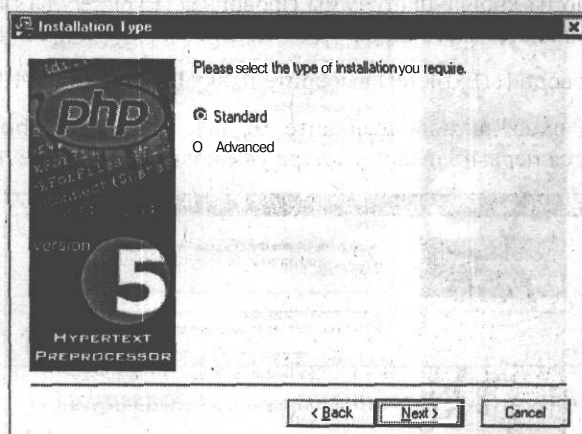 Installation Type
Please select the type of installation you require.
Standard
Advanced
php
version
5
HYPERTEXT
PREPROCESSOR
< Back
Next >
Cancel